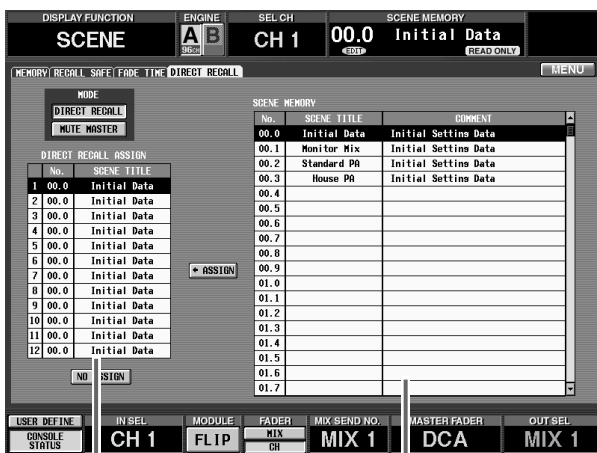 DISPLAY FUNCTION ENGINE SEL CH SCENE MEMORY
SCENE A B 96CH CH 1 00.0 EDIT Initial Data READ ONLY
MEMORY RECALL SAFE FADE TIME DIRECT RECALL MENU
MODE
DIRECT RECALL
MUTE MASTER
DIRECT RECALL ASSIGN
No. SCENE TITLE
1 00.0 Initial Data
2 00.0 Initial Data
3 00.0 Initial Data
4 00.0 Initial Data
5 00.0 Initial Data
6 00.0 Initial Data
7 00.0 Initial Data
8 00.0 Initial Data
9 00.0 Initial Data
10 00.0 Initial Data
11 00.0 Initial Data
12 00.0 Initial Data
NO ASSIGN
ASSIGN
SCENE MEMORY
No. SCENE TITLE COMMENT
00.0 Initial Data Initial Setting Data
00.1 Monitor Mix Initial Setting Data
00.2 Standard PA Initial Setting Data
00.3 House PA Initial Setting Data
00.4
00.5
00.6
00.7
00.8
00.9
01.0
01.1
01.2
01.3
01.4
01.5
01.6
01.7
USER DEFINE IN SEL MODULE FADER MIX SEND NO. MASTER FADER OUT SEL
CONSOLE STATUS CH 1 FLIP MIX CH MIX 1 DCA MIX 1